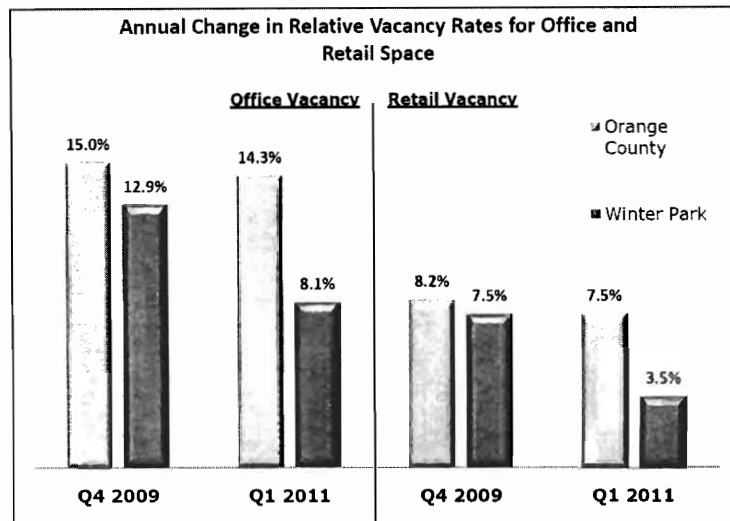 Annual Change in Relative Vacancy Rates for Office and
Retail Space
Office Vacancy
Retail Vacancy
Orange
County
Winter Park
15.0%
12.9%
14.3%
8.1%
8.2%
7.5%
7.5%
3.5%
Q4 2009
Q1 2011
Q4 2009
Q1 2011